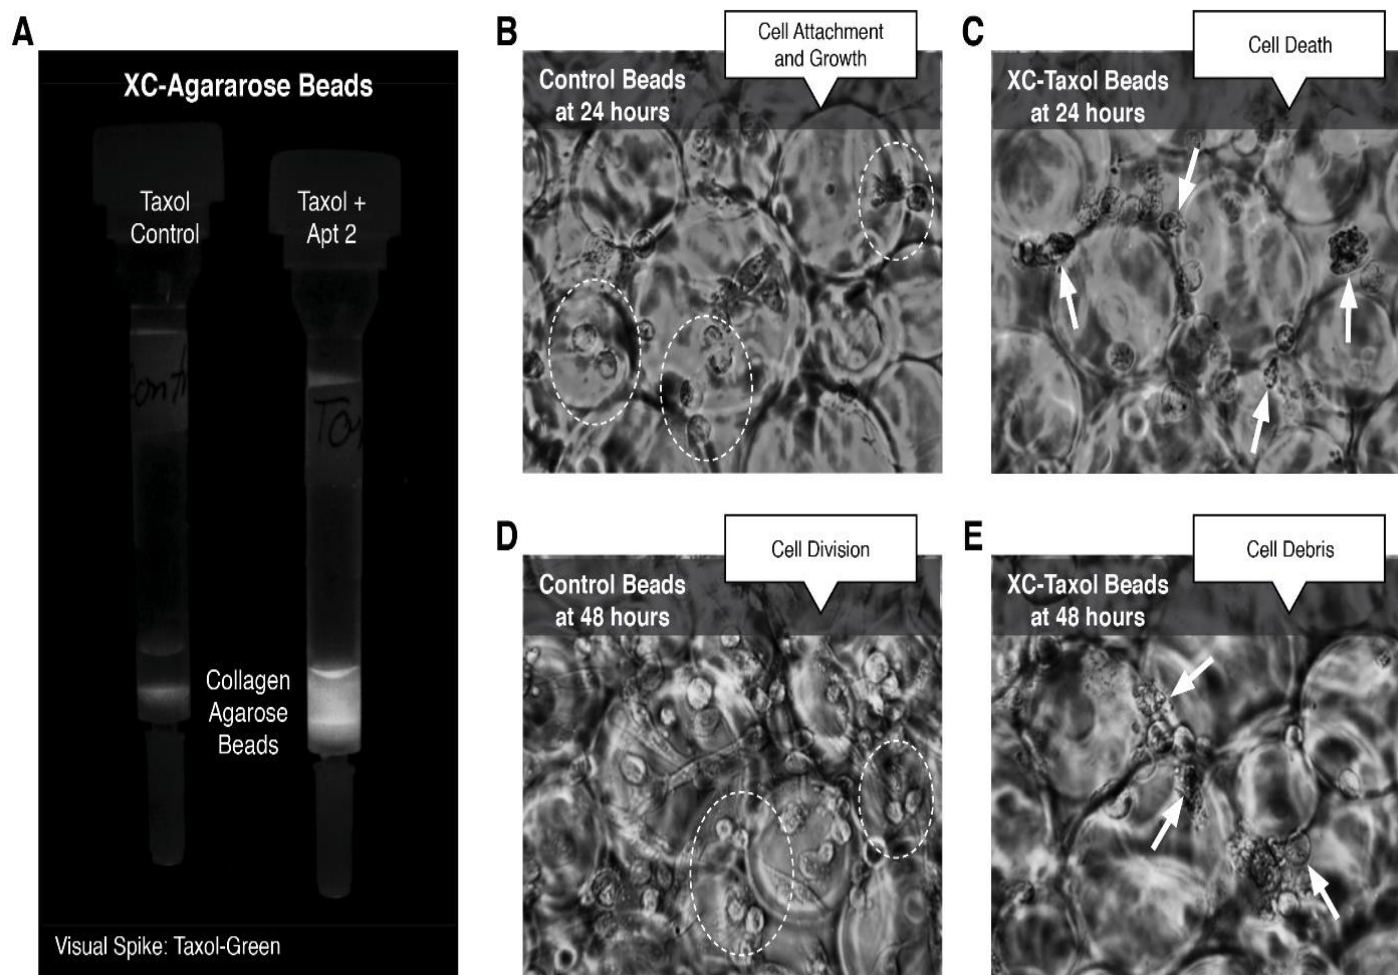 A
XC-Agararose Beads
Taxol
Control
Taxol +
Apt 2
Collagen
Agarose
Beads
Visual Spike: Taxol-Green
B
Cell Attachment
and Growth
Control Beads
at 24 hours
C
Cell Death
XC-Taxol Beads
at 24 hours
D
Cell Division
Control Beads
at 48 hours
E
Cell Debris
XC-Taxol Beads
at 48 hours